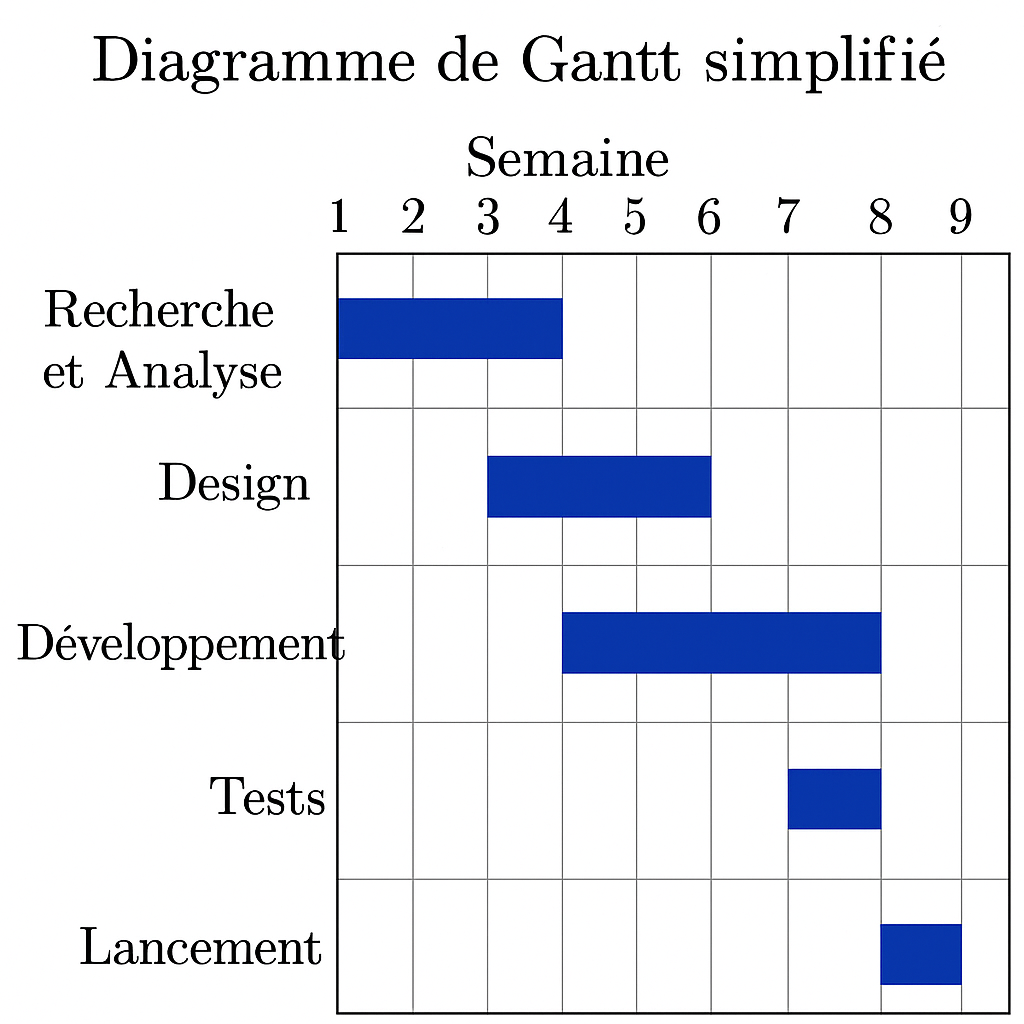 Diagramme de Gantt simplifié
Semaine
1 2 3 4 5 6 7 8 9
Recherche
et Analyse
Design
Développement
Tests
Lancement